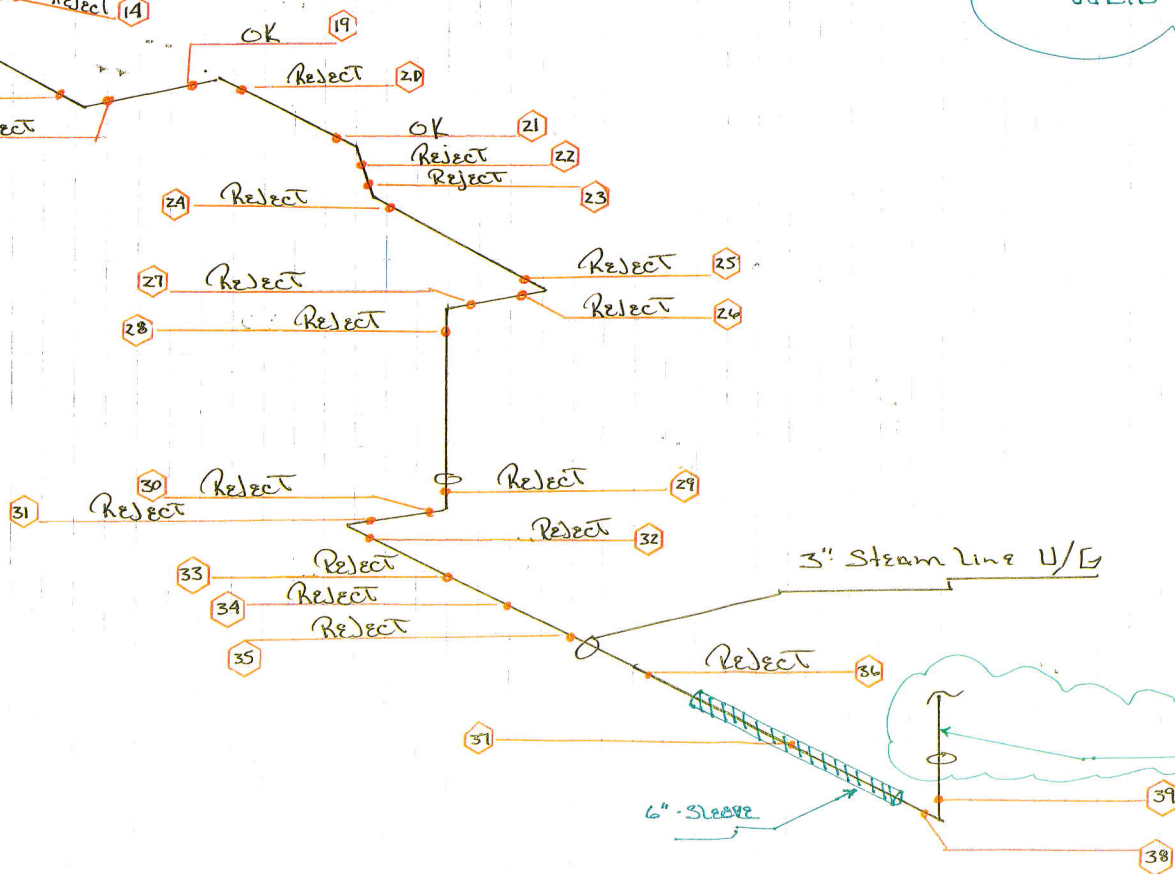 Reject 14
OK 19
Reject 20
ect
OK 21
Reject 22
Reject 23
24 Reject
Reject 25
27 Reject
Reject 26
28 Reject
30 Reject
Reject 29
31 Reject
Reject 32
33 Reject
34 Reject
35 Reject
3" Steam Line U/G
Reject 36
37
6"-Sleeve
39
38